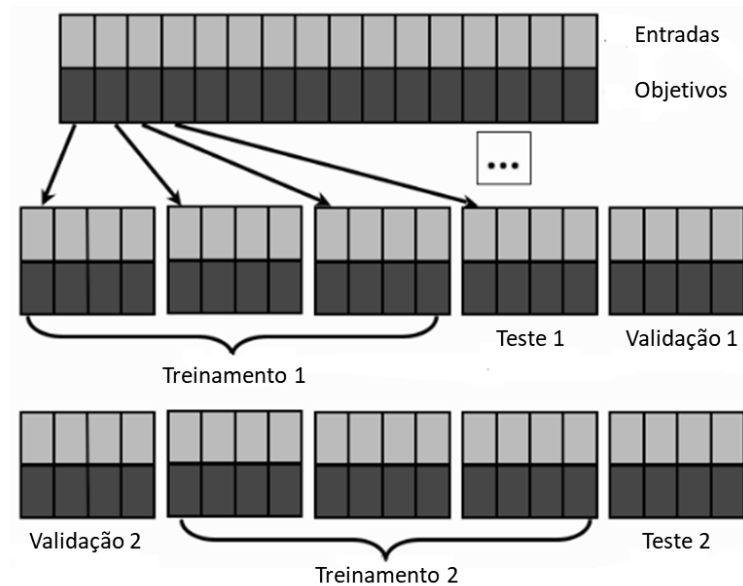 Entradas
Objetivos
...
Teste 1
Validação 1
Treinamento 1
Validação 2
Teste 2
Treinamento 2